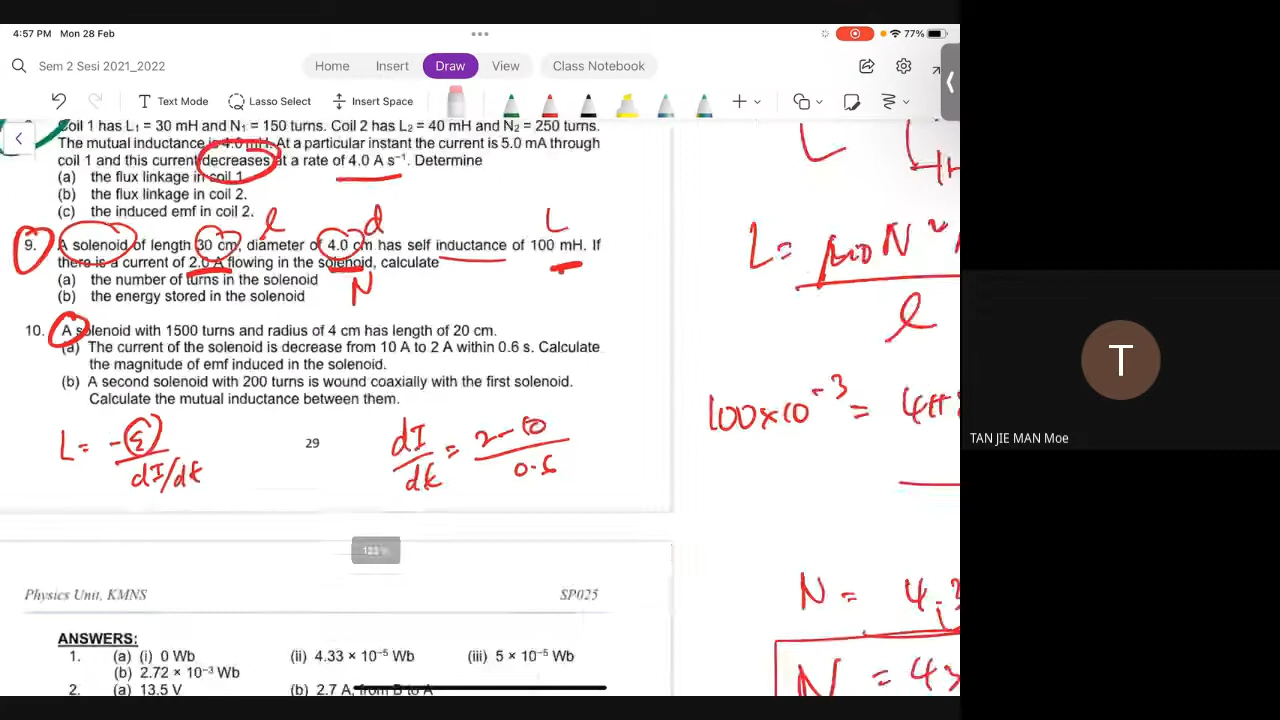 4:57 PM Mon 28 Feb
77%
Sem 2 Sesi 2021_2022
Home Insert Draw View Class Notebook
Text Mode Lasso Select Insert Space
Coil 1 has L₁ = 30 mH and N₁ = 150 turns. Coil 2 has L₂ = 40 mH and N₂ = 250 turns.
The mutual inductance is 4.0 mH. At a particular instant the current is 5.0 mA through
coil 1 and this current decreases at a rate of 4.0 A s⁻¹. Determine
(a) the flux linkage in coil 1.
(b) the flux linkage in coil 2.
(c) the induced emf in coil 2.
l d L
9. A solenoid of length 30 cm, diameter of 4.0 cm has self inductance of 100 mH. If
there is a current of 2.0 A flowing in the solenoid, calculate
(a) the number of turns in the solenoid
(b) the energy stored in the solenoid
N
10. A solenoid with 1500 turns and radius of 4 cm has length of 20 cm.
(a) The current of the solenoid is decrease from 10 A to 2 A within 0.6 s. Calculate
the magnitude of emf induced in the solenoid.
(b) A second solenoid with 200 turns is wound coaxially with the first solenoid.
Calculate the mutual inductance between them.
L = -ε
dI/dt
29
dI = 2-10
dt 0.6
Physics Unit, KMNS SP025
ANSWERS:
1. (a) (i) 0 Wb (ii) 4.33 × 10⁻⁵ Wb (iii) 5 × 10⁻⁵ Wb
(b) 2.72 × 10⁻³ Wb
2. (a) 13.5 V (b) 2.7 A, from B to A
L
L = μ₀N²
l
100×10⁻³ = 4π
N = 4.3
N = 43
T
TAN JIE MAN Moe